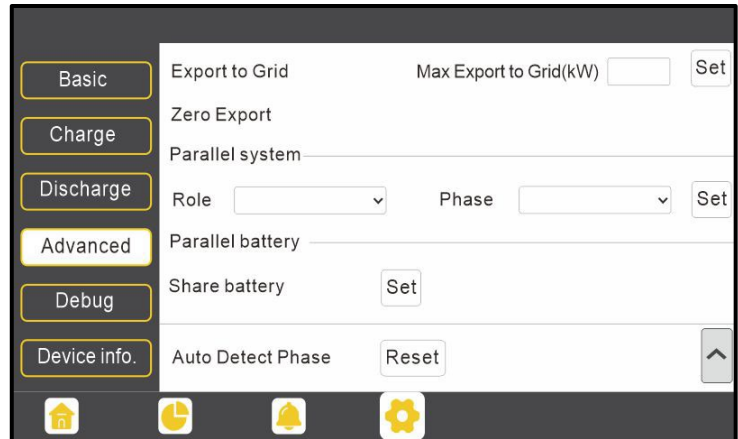 Basic
Charge
Discharge
Advanced
Debug
Device info.
Export to Grid Max Export to Grid(kW) Set
Zero Export
Parallel system
Role Phase Set
Parallel battery
Share battery Set
Auto Detect Phase Reset